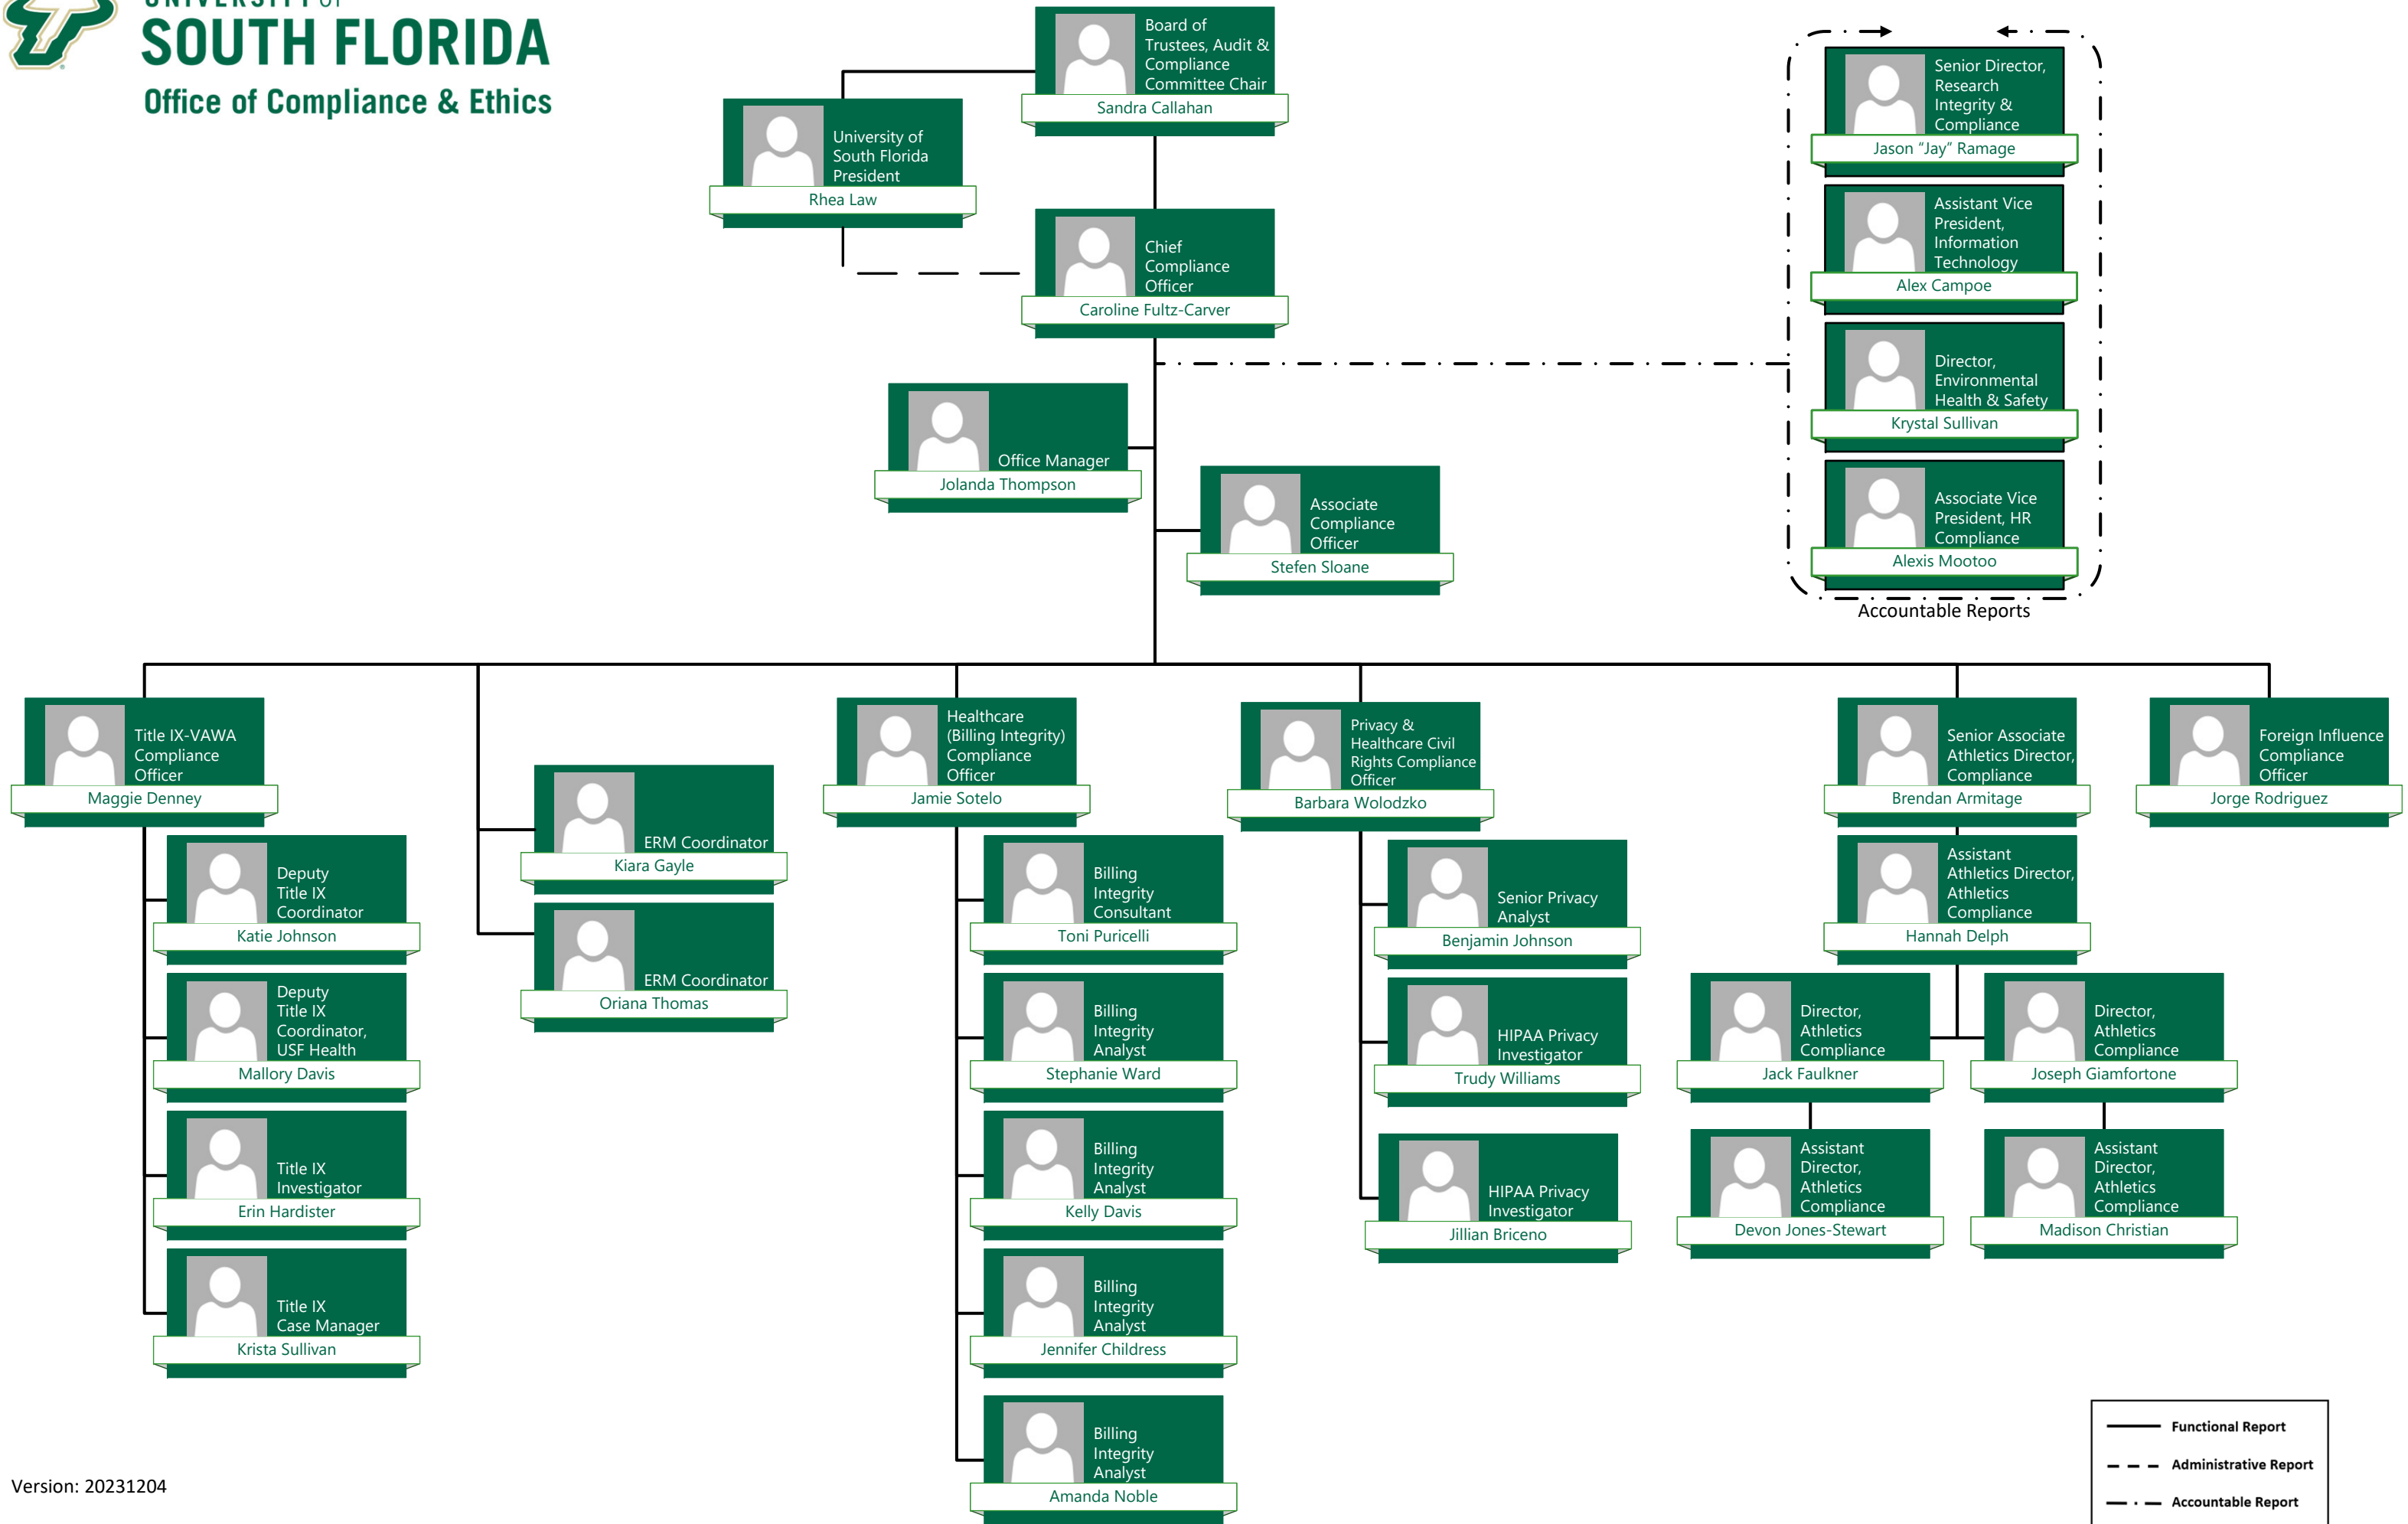 UNIVERSITY OF
SOUTH FLORIDA
Office of Compliance & Ethics
Board of
Trustees, Audit &
Compliance
Committee Chair
Sandra Callahan
University of
South Florida
President
Rhea Law
Chief
Compliance
Officer
Caroline Fultz-Carver
Senior Director,
Research
Integrity &
Compliance
Jason “Jay” Ramage
Assistant Vice
President,
Information
Technology
Alex Campoe
Director,
Environmental
Health & Safety
Krystal Sullivan
Associate Vice
President, HR
Compliance
Alexis Mootoo
Accountable Reports
Office Manager
Jolanda Thompson
Associate
Compliance
Officer
Stefen Sloane
Title IX-VAWA
Compliance
Officer
Maggie Denney
Deputy
Title IX
Coordinator
Katie Johnson
Deputy
Title IX
Coordinator,
USF Health
Mallory Davis
Title IX
Investigator
Erin Hardister
Title IX
Case Manager
Krista Sullivan
ERM Coordinator
Kiara Gayle
ERM Coordinator
Oriana Thomas
Healthcare
(Billing Integrity)
Compliance
Officer
Jamie Sotelo
Billing
Integrity
Consultant
Toni Puricelli
Billing
Integrity
Analyst
Stephanie Ward
Billing
Integrity
Analyst
Kelly Davis
Billing
Integrity
Analyst
Jennifer Childress
Billing
Integrity
Analyst
Amanda Noble
Privacy &
Healthcare Civil
Rights Compliance
Officer
Barbara Wolodzko
Senior Privacy
Analyst
Benjamin Johnson
HIPAA Privacy
Investigator
Trudy Williams
HIPAA Privacy
Investigator
Jillian Briceno
Senior Associate
Athletics Director,
Compliance
Brendan Armitage
Assistant
Athletics Director,
Athletics
Compliance
Hannah Delph
Director,
Athletics
Compliance
Jack Faulkner
Director,
Athletics
Compliance
Joseph Giamfortone
Assistant
Director,
Athletics
Compliance
Devon Jones-Stewart
Assistant
Director,
Athletics
Compliance
Madison Christian
Foreign Influence
Compliance
Officer
Jorge Rodriguez
Functional Report
Administrative Report
Accountable Report
Version: 20231204